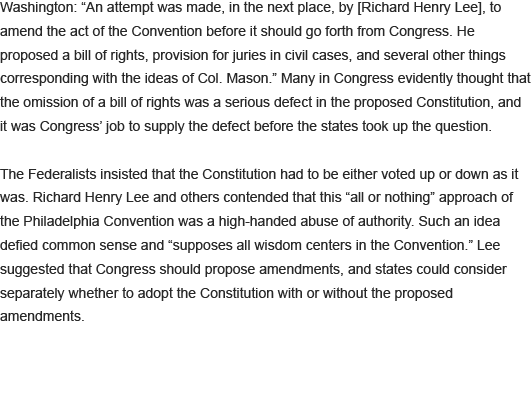 Washington: “An attempt was made, in the next place, by [Richard Henry Lee], to
amend the act of the Convention before it should go forth from Congress. He
proposed a bill of rights, provision for juries in civil cases, and several other things
corresponding with the ideas of Col. Mason.” Many in Congress evidently thought that
the omission of a bill of rights was a serious defect in the proposed Constitution, and
it was Congress’ job to supply the defect before the states took up the question.
The Federalists insisted that the Constitution had to be either voted up or down as it
was. Richard Henry Lee and others contended that this “all or nothing” approach of
the Philadelphia Convention was a high-handed abuse of authority. Such an idea
defied common sense and “supposes all wisdom centers in the Convention.” Lee
suggested that Congress should propose amendments, and states could consider
separately whether to adopt the Constitution with or without the proposed
amendments.